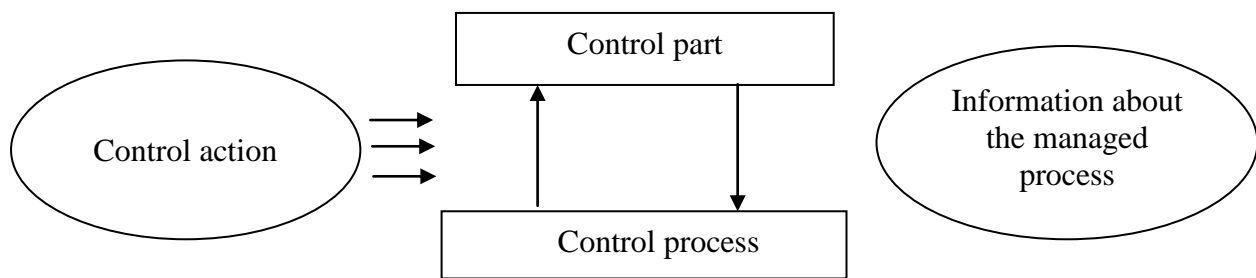 Control part
Control action
Information about
the managed
process
Control process